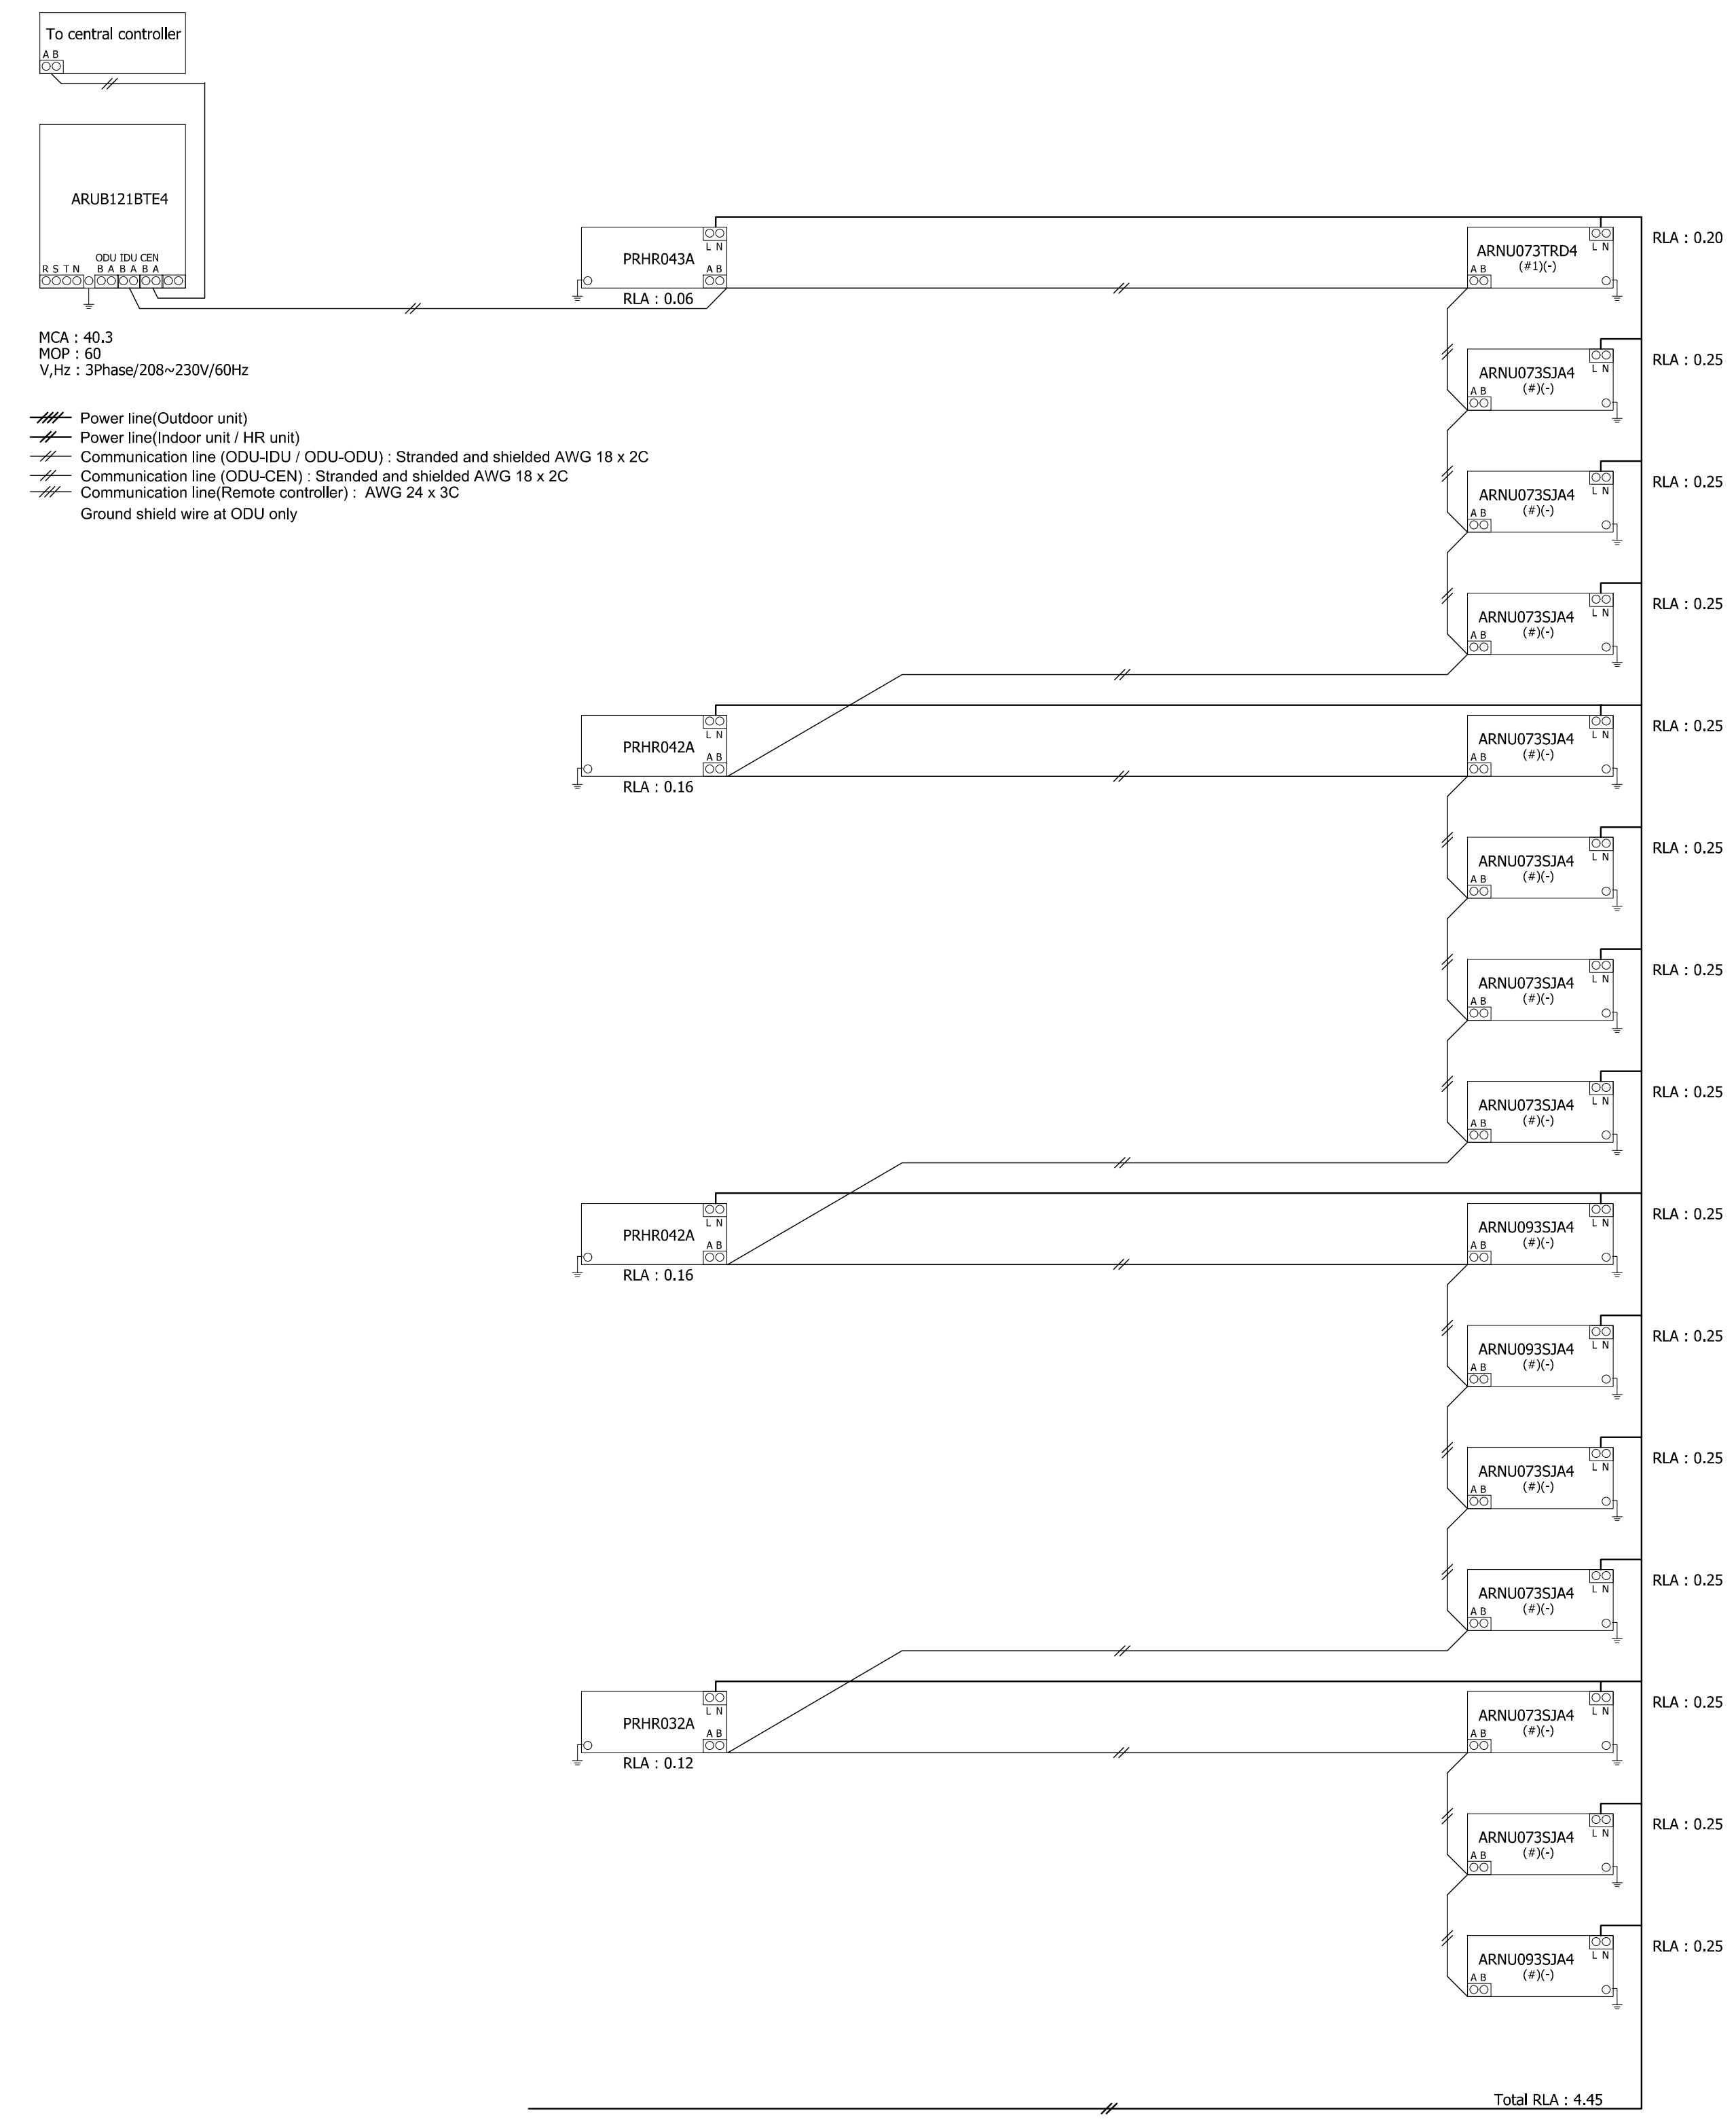 To central controller
A B
ARUB121BTE4
ODU IDU CEN
R S T N B A B A B A
MCA : 40.3
MOP : 60
V,Hz : 3Phase/208~230V/60Hz
Power line(Outdoor unit)
Power line(Indoor unit / HR unit)
Communication line (ODU-IDU / ODU-ODU) : Stranded and shielded AWG 18 x 2C
Communication line (ODU-CEN) : Stranded and shielded AWG 18 x 2C
Communication line(Remote controller) : AWG 24 x 3C
Ground shield wire at ODU only
L N
PRHR043A
A B
RLA : 0.06
L N
ARNU073TRD4
(#1)(-)
A B
RLA : 0.20
L N
ARNU073SJA4
(#)(-)
A B
RLA : 0.25
L N
ARNU073SJA4
(#)(-)
A B
RLA : 0.25
L N
ARNU073SJA4
(#)(-)
A B
RLA : 0.25
L N
PRHR042A
A B
RLA : 0.16
L N
ARNU073SJA4
(#)(-)
A B
RLA : 0.25
L N
ARNU073SJA4
(#)(-)
A B
RLA : 0.25
L N
ARNU073SJA4
(#)(-)
A B
RLA : 0.25
L N
ARNU073SJA4
(#)(-)
A B
RLA : 0.25
L N
PRHR042A
A B
RLA : 0.16
L N
ARNU093SJA4
(#)(-)
A B
RLA : 0.25
L N
ARNU093SJA4
(#)(-)
A B
RLA : 0.25
L N
ARNU073SJA4
(#)(-)
A B
RLA : 0.25
L N
ARNU073SJA4
(#)(-)
A B
RLA : 0.25
L N
PRHR032A
A B
RLA : 0.12
L N
ARNU073SJA4
(#)(-)
A B
RLA : 0.25
L N
ARNU073SJA4
(#)(-)
A B
RLA : 0.25
L N
ARNU093SJA4
(#)(-)
A B
RLA : 0.25
Total RLA : 4.45